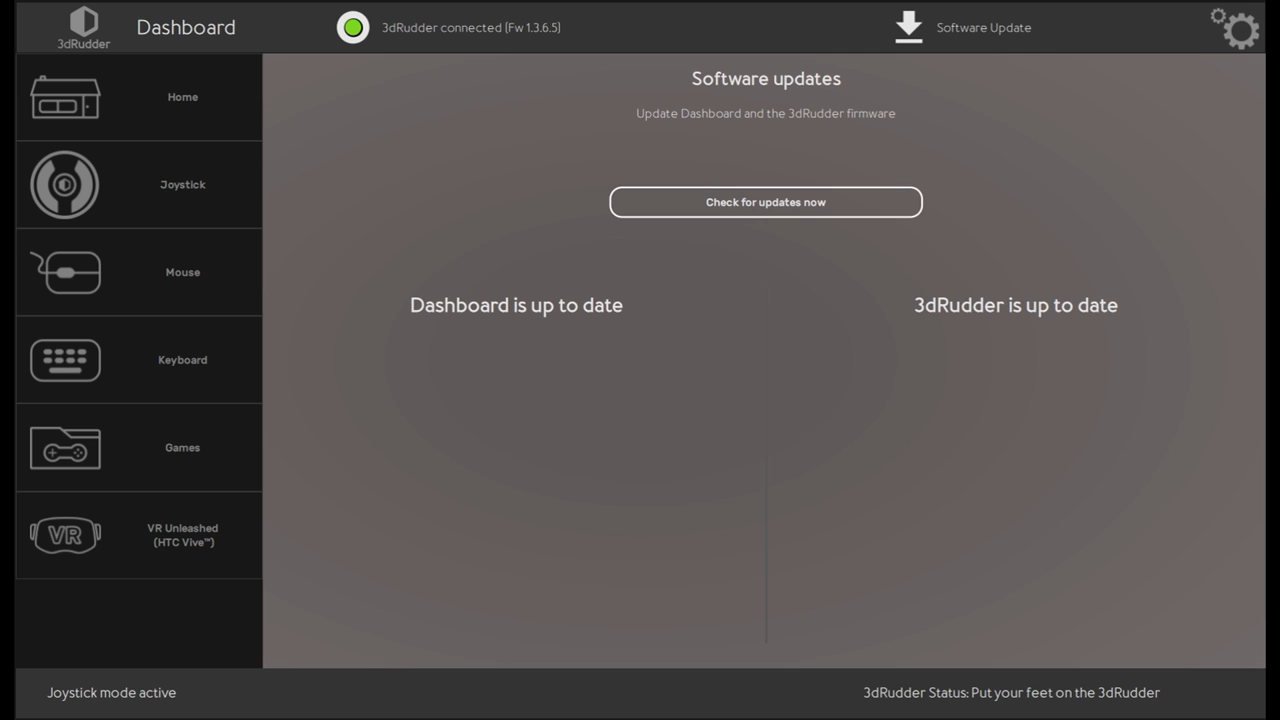 3dRudder
Dashboard
3dRudder connected (Fw 1.3.6.5)
Software Update
Home
Joystick
Mouse
Keyboard
Games
VR
VR Unleashed
(HTC Vive™)
Software updates
Update Dashboard and the 3dRudder firmware
Check for updates now
Dashboard is up to date
3dRudder is up to date
Joystick mode active
3dRudder Status: Put your feet on the 3dRudder